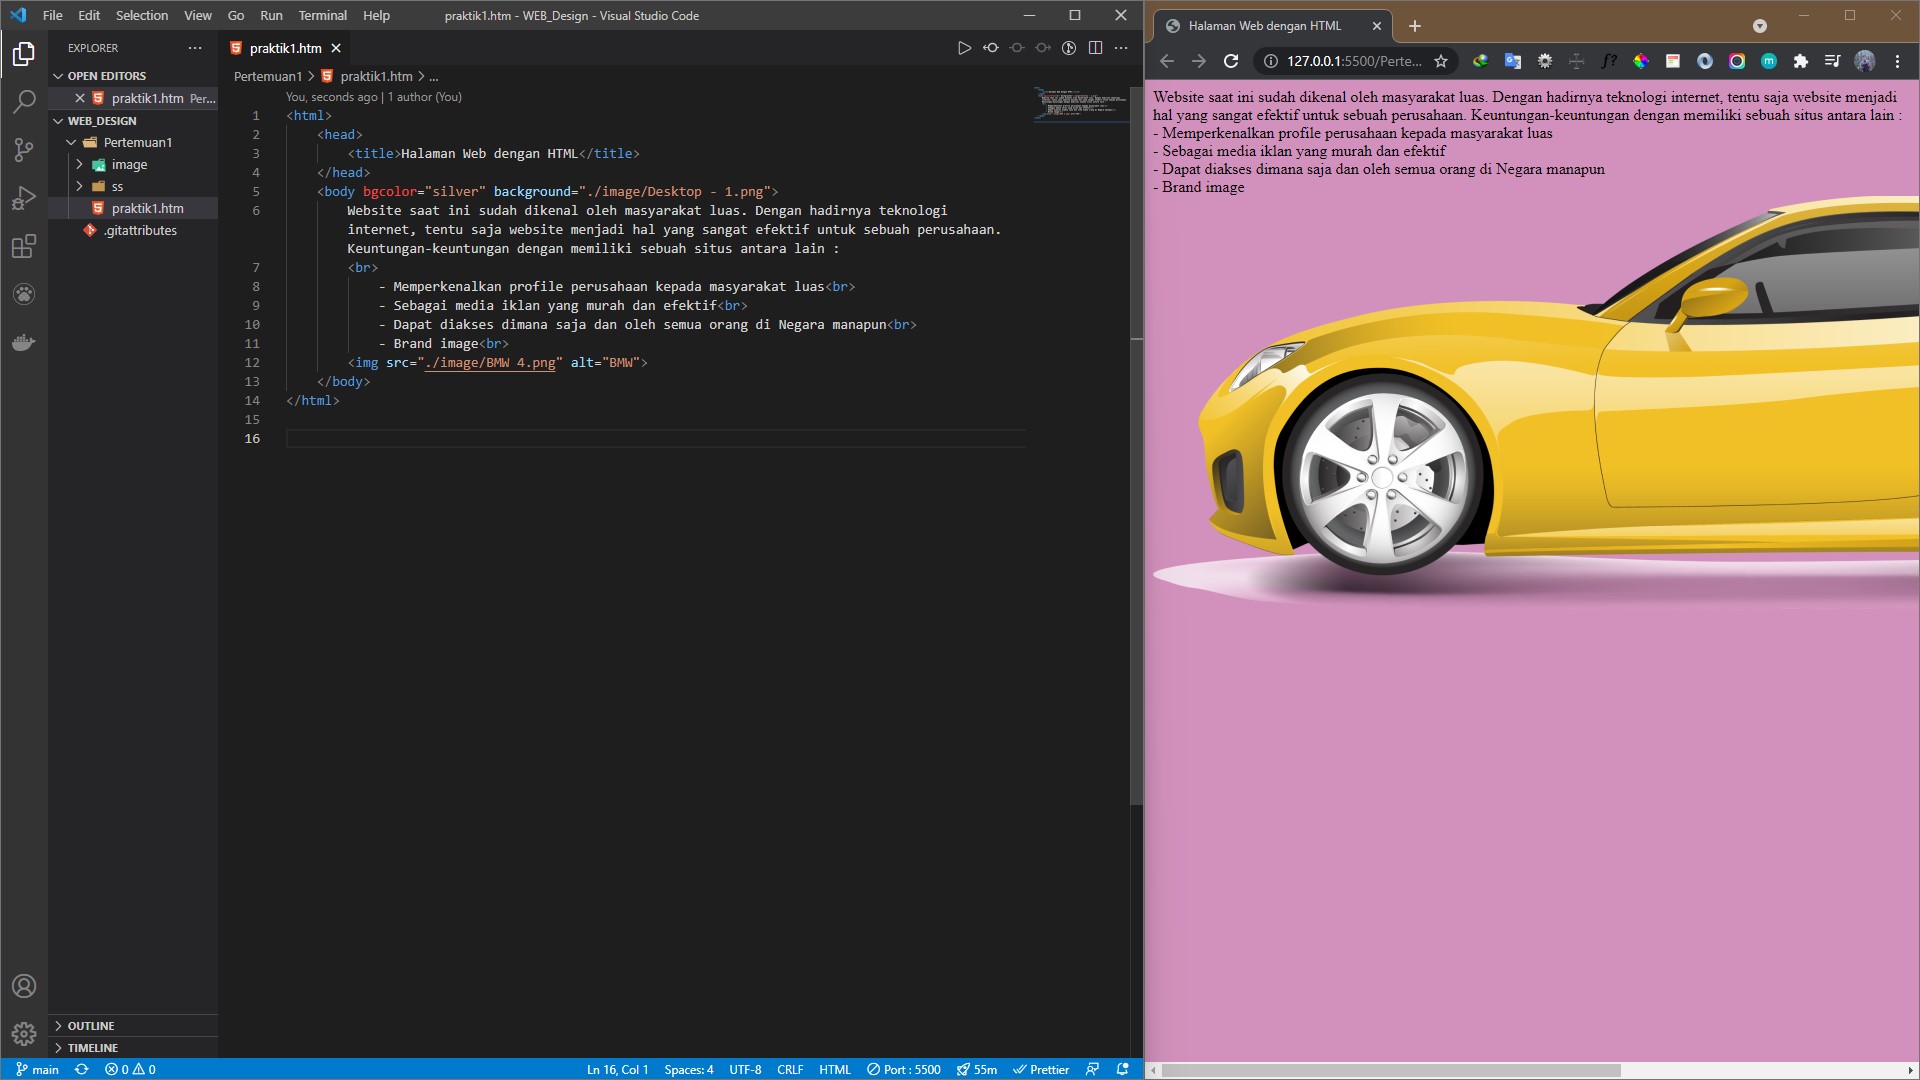 File Edit Selection View Go Run Terminal Help
praktik1.htm - WEB_Design - Visual Studio Code
EXPLORER
OPEN EDITORS
praktik1.htm Per...
WEB_DESIGN
Pertemuan1
image
ss
praktik1.htm
.gitattributes
OUTLINE
TIMELINE
praktik1.htm
Pertemuan1 > praktik1.htm > ...
You, seconds ago | 1 author (You)
1 <html>
2 <head>
3 <title>Halaman Web dengan HTML</title>
4 </head>
5 <body bgcolor="silver" background="./image/Desktop - 1.png">
6 Website saat ini sudah dikenal oleh masyarakat luas. Dengan hadirnya teknologi
internet, tentu saja website menjadi hal yang sangat efektif untuk sebuah perusahaan.
Keuntungan-keuntungan dengan memiliki sebuah situs antara lain :
7 <br>
8 - Memperkenalkan profile perusahaan kepada masyarakat luas<br>
9 - Sebagai media iklan yang murah dan efektif<br>
10 - Dapat diakses dimana saja dan oleh semua orang di Negara manapun<br>
11 - Brand image<br>
12 <img src="./image/BMW 4.png" alt="BMW">
13 </body>
14 </html>
15
16
main 0 0 Ln 16, Col 1 Spaces: 4 UTF-8 CRLF HTML Port : 5500 55m Prettier
Halaman Web dengan HTML
127.0.0.1:5500/Perte...
Website saat ini sudah dikenal oleh masyarakat luas. Dengan hadirnya teknologi internet, tentu saja website menjadi
hal yang sangat efektif untuk sebuah perusahaan. Keuntungan-keuntungan dengan memiliki sebuah situs antara lain :
- Memperkenalkan profile perusahaan kepada masyarakat luas
- Sebagai media iklan yang murah dan efektif
- Dapat diakses dimana saja dan oleh semua orang di Negara manapun
- Brand image